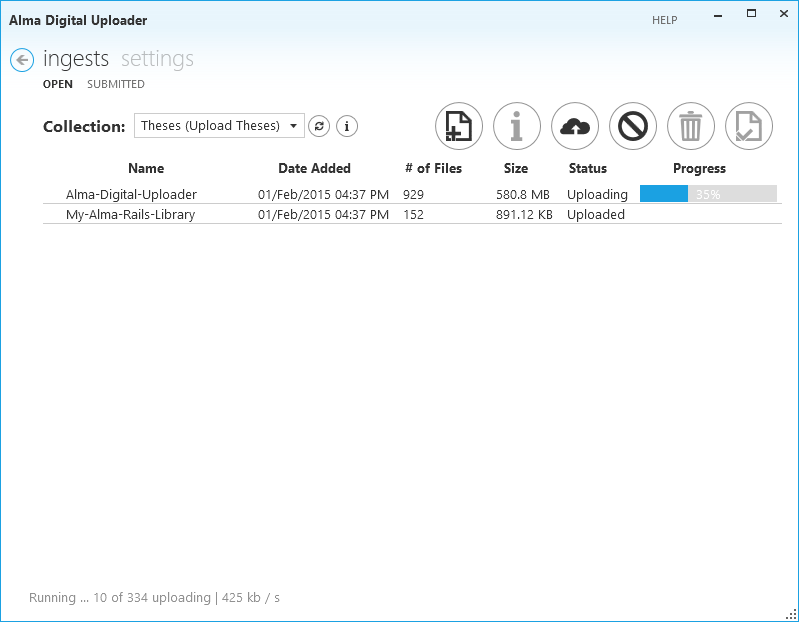 Alma Digital Uploader HELP
ingests settings
OPEN SUBMITTED
Collection: Theses (Upload Theses)
Name Date Added # of Files Size Status Progress
Alma-Digital-Uploader 01/Feb/2015 04:37 PM 929 580.8 MB Uploading 35%
My-Alma-Rails-Library 01/Feb/2015 04:37 PM 152 891.12 KB Uploaded
Running ... 10 of 334 uploading | 425 kb / s